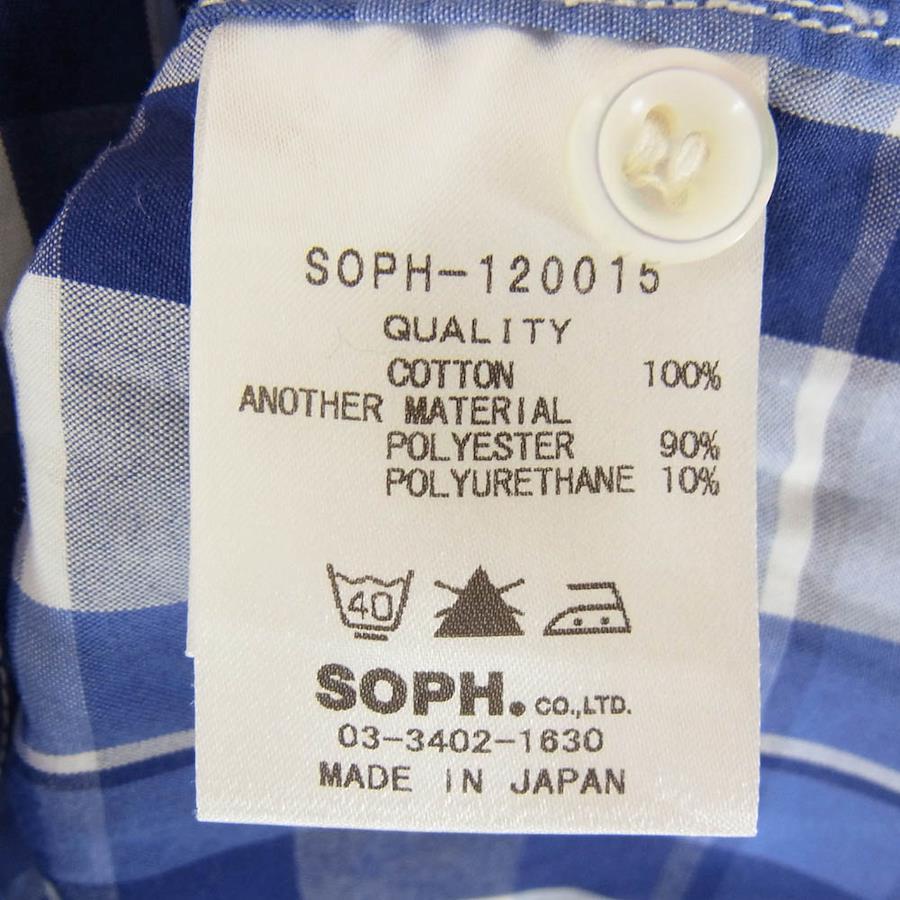 SOPH-120015
QUALITY
COTTON 100%
ANOTHER MATERIAL
POLYESTER 90%
POLYURETHANE 10%
40
SOPH. CO.,LTD.
03-3402-1630
MADE IN JAPAN